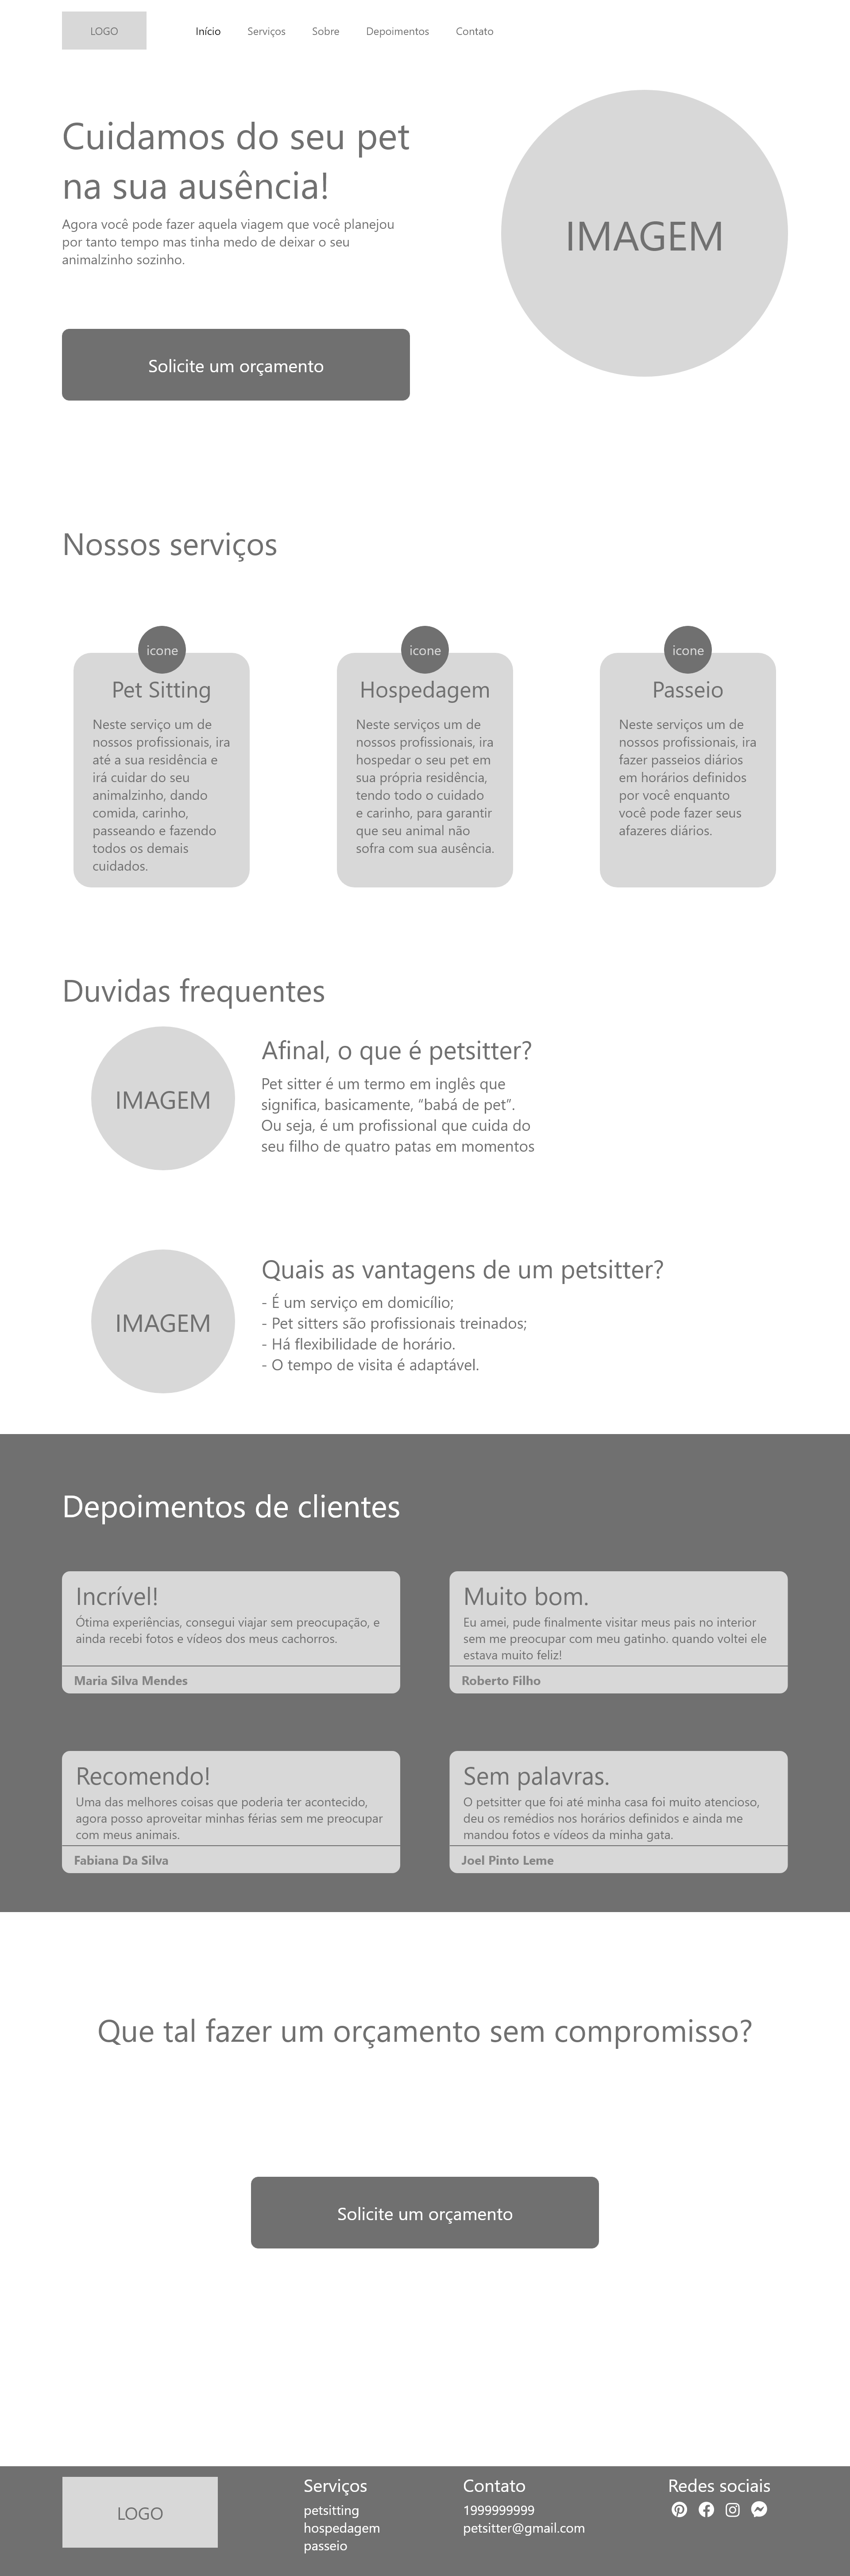 LOGO
Início
Serviços
Sobre
Depoimentos
Contato
Cuidamos do seu pet
na sua ausência!
Agora você pode fazer aquela viagem que você planejou
por tanto tempo mas tinha medo de deixar o seu
animalzinho sozinho.
Solicite um orçamento
IMAGEM
Nossos serviços
icone
Pet Sitting
Neste serviço um de
nossos profissionais, ira
até a sua residência e
irá cuidar do seu
animalzinho, dando
comida, carinho,
passeando e fazendo
todos os demais
cuidados.
icone
Hospedagem
Neste serviços um de
nossos profissionais, ira
hospedar o seu pet em
sua própria residência,
tendo todo o cuidado
e carinho, para garantir
que seu animal não
sofra com sua ausência.
icone
Passeio
Neste serviços um de
nossos profissionais, ira
fazer passeios diários
em horários definidos
por você enquanto
você pode fazer seus
afazeres diários.
Duvidas frequentes
IMAGEM
Afinal, o que é petsitter?
Pet sitter é um termo em inglês que
significa, basicamente, “babá de pet”.
Ou seja, é um profissional que cuida do
seu filho de quatro patas em momentos
IMAGEM
Quais as vantagens de um petsitter?
- É um serviço em domicílio;
- Pet sitters são profissionais treinados;
- Há flexibilidade de horário.
- O tempo de visita é adaptável.
Depoimentos de clientes
Incrível!
Ótima experiências, consegui viajar sem preocupação, e
ainda recebi fotos e vídeos dos meus cachorros.
Maria Silva Mendes
Muito bom.
Eu amei, pude finalmente visitar meus pais no interior
sem me preocupar com meu gatinho. quando voltei ele
estava muito feliz!
Roberto Filho
Recomendo!
Uma das melhores coisas que poderia ter acontecido,
agora posso aproveitar minhas férias sem me preocupar
com meus animais.
Fabiana Da Silva
Sem palavras.
O petsitter que foi até minha casa foi muito atencioso,
deu os remédios nos horários definidos e ainda me
mandou fotos e vídeos da minha gata.
Joel Pinto Leme
Que tal fazer um orçamento sem compromisso?
Solicite um orçamento
LOGO
Serviços
petsitting
hospedagem
passeio
Contato
1999999999
petsitter@gmail.com
Redes sociais